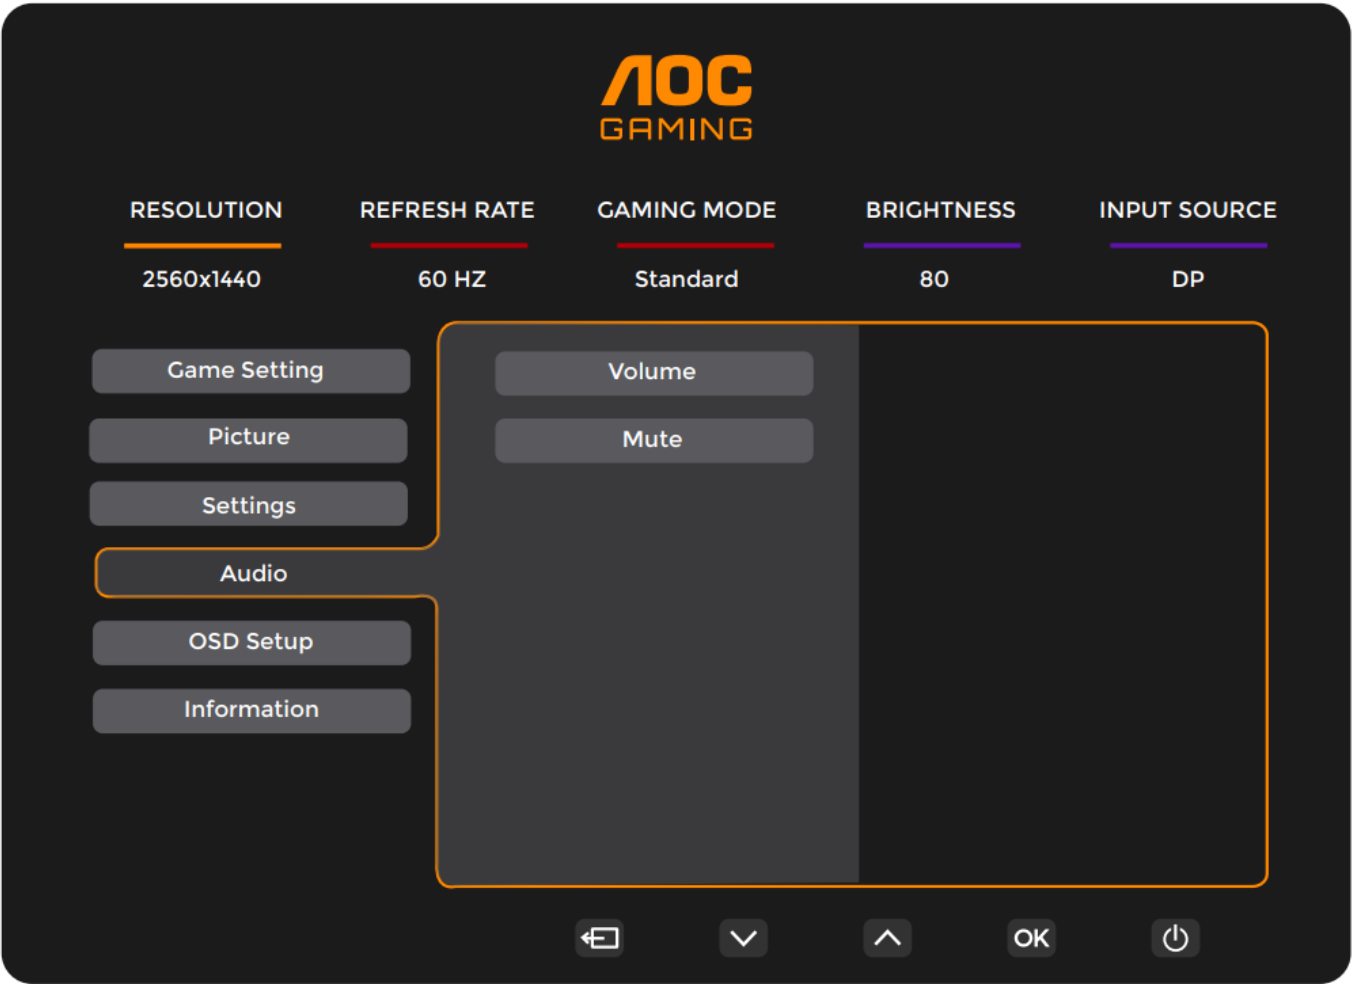 AOC
GAMING
RESOLUTION REFRESH RATE GAMING MODE BRIGHTNESS INPUT SOURCE
2560x1440 60 HZ Standard 80 DP
Game Setting
Volume
Picture
Mute
Settings
Audio
OSD Setup
Information
OK